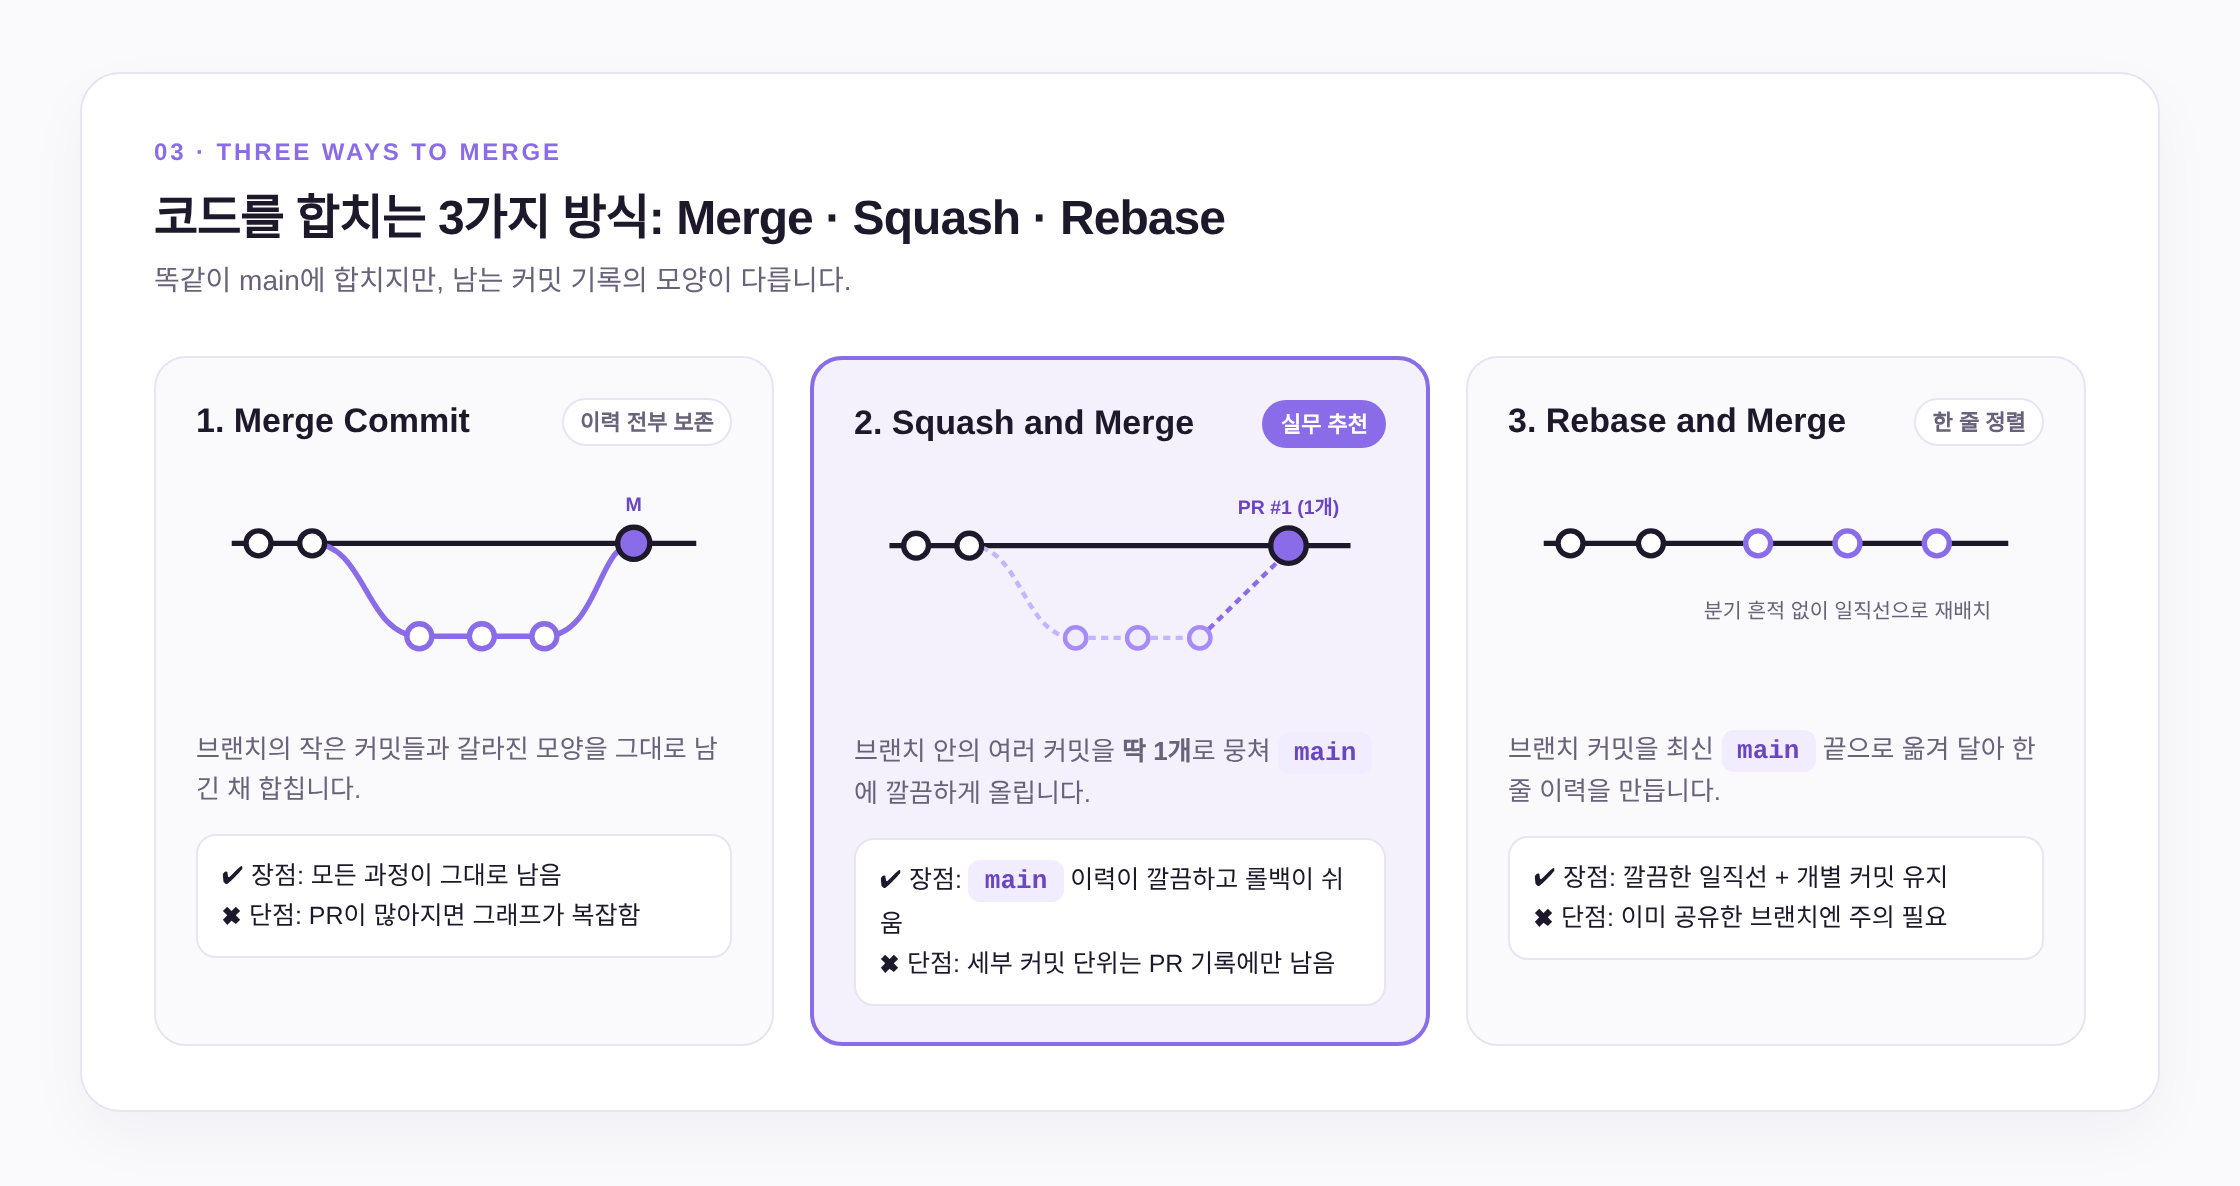 03 · THREE WAYS TO MERGE
코드를 합치는 3가지 방식: Merge · Squash · Rebase
똑같이 main에 합치지만, 남는 커밋 기록의 모양이 다릅니다.
1. Merge Commit
이력 전부 보존
M
브랜치의 작은 커밋들과 갈라진 모양을 그대로 남
긴 채 합칩니다.
✔ 장점: 모든 과정이 그대로 남음
✖ 단점: PR이 많아지면 그래프가 복잡함
2. Squash and Merge
실무 추천
PR #1 (1개)
브랜치 안의 여러 커밋을 딱 1개로 뭉쳐 main
에 깔끔하게 올립니다.
✔ 장점: main 이력이 깔끔하고 롤백이 쉬
움
✖ 단점: 세부 커밋 단위는 PR 기록에만 남음
3. Rebase and Merge
한 줄 정렬
분기 흔적 없이 일직선으로 재배치
브랜치 커밋을 최신 main 끝으로 옮겨 달아 한
줄 이력을 만듭니다.
✔ 장점: 깔끔한 일직선 + 개별 커밋 유지
✖ 단점: 이미 공유한 브랜치엔 주의 필요